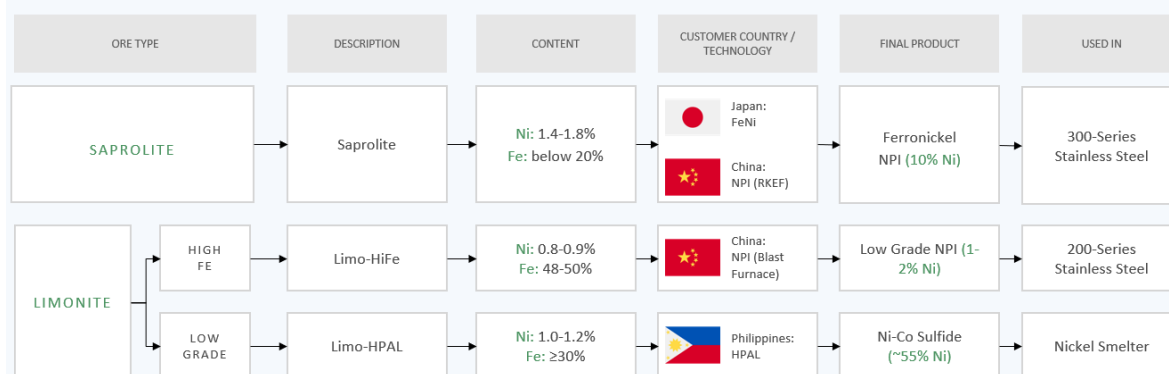 ORE TYPE
DESCRIPTION
CONTENT
CUSTOMER COUNTRY /
TECHNOLOGY
FINAL PRODUCT
USED IN
SAPROLITE
Saprolite
Ni: 1.4-1.8%
Fe: below 20%
Japan:
FeNi
China:
NPI (RKEF)
Ferronickel
NPI (10% Ni)
300-Series
Stainless Steel
LIMONITE
HIGH
FE
Limo-HiFe
Ni: 0.8-0.9%
Fe: 48-50%
China:
NPI (Blast
Furnace)
Low Grade NPI (1-
2% Ni)
200-Series
Stainless Steel
LOW
GRADE
Limo-HPAL
Ni: 1.0-1.2%
Fe: ≥30%
Philippines:
HPAL
Ni-Co Sulfide
(~55% Ni)
Nickel Smelter